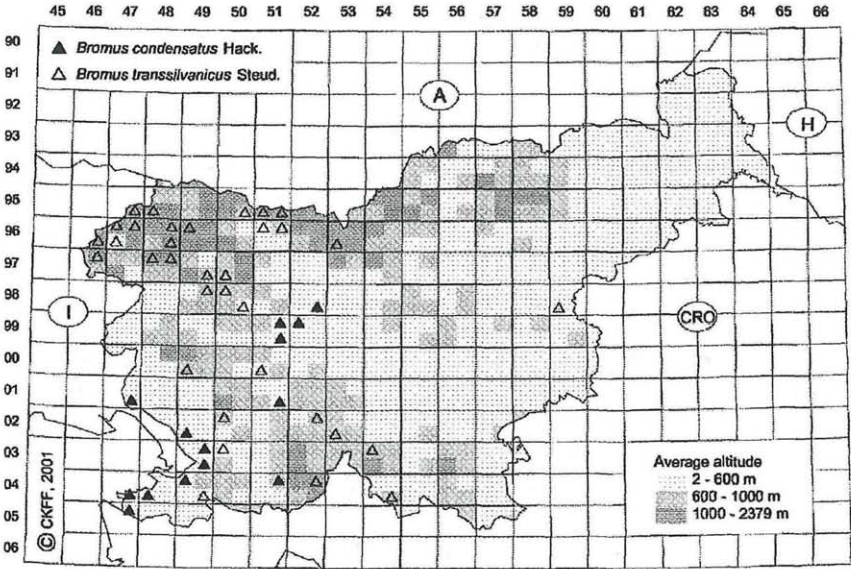 45 46 47 48 49 50 51 52 53 54 55 56 57 58 59 60 61 62 63 64 65 66
90
▲ Bromus condensatus Hack.
91
△ Bromus transsilvanicus Steud.
92
A
93
H
94
95
96
97
98
I
CRO
99
00
01
02
03
04
05
06
Average altitude
2 - 600 m
600 - 1000 m
1000 - 2379 m
© CKFF, 2001